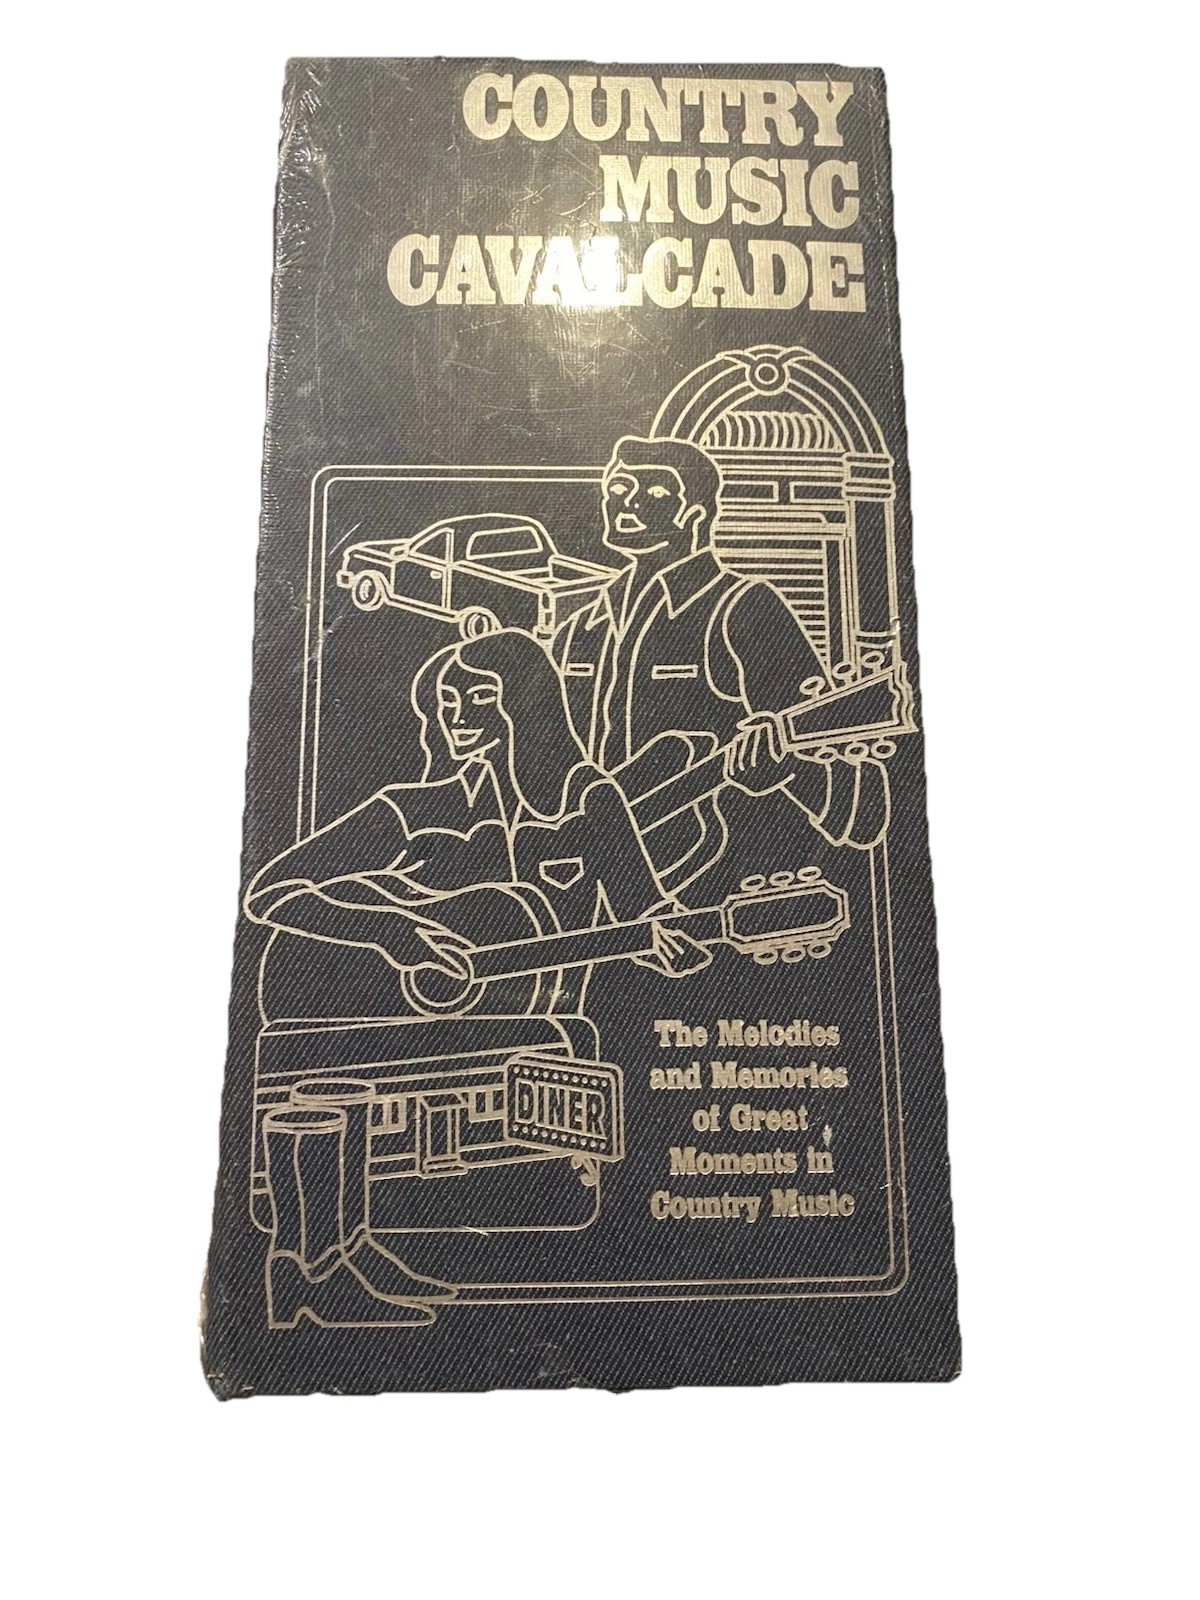 COUNTRY
MUSIC
CAVALCADE
DINER
The Melodies
and Memories
of Great
Moments in
Country Music